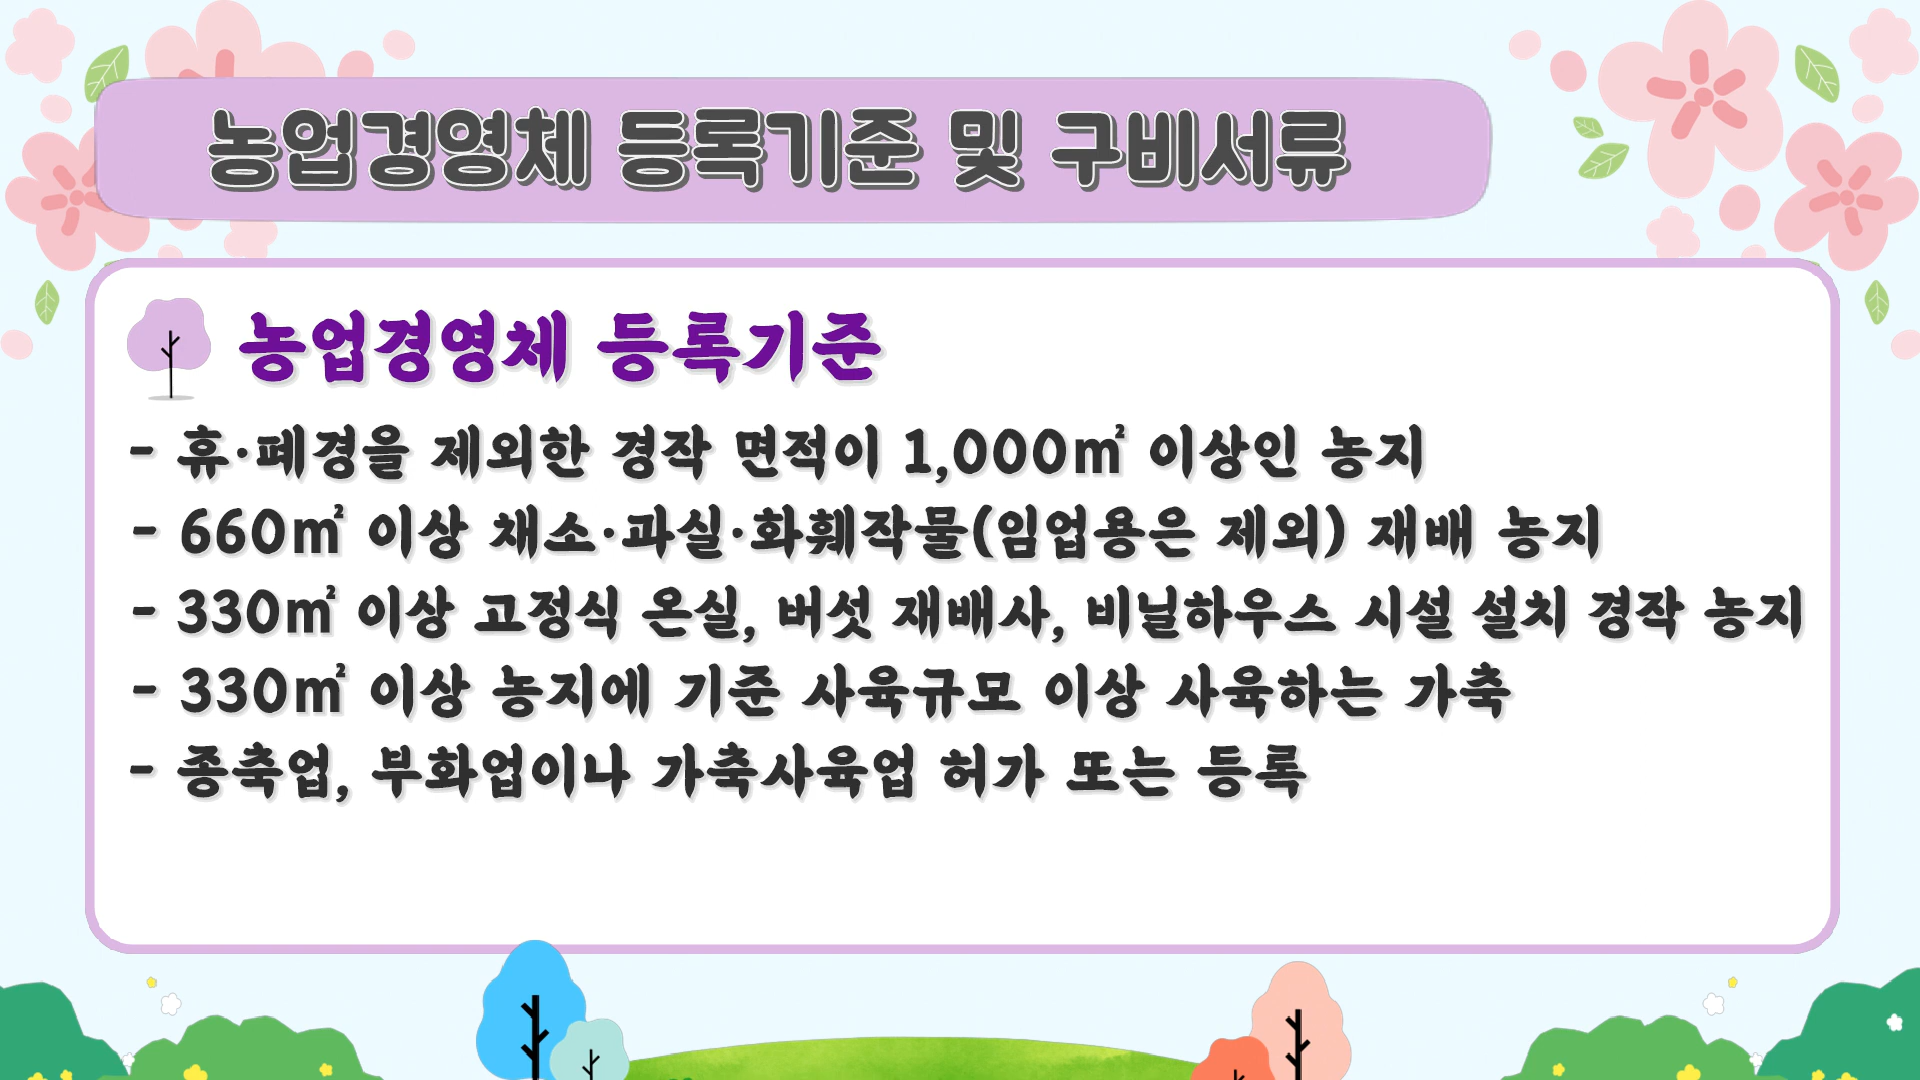 농업경영체 등록기준 및 구비서류
농업경영체 등록기준
- 휴·폐경을 제외한 경작 면적이 1,000㎡ 이상인 농지
- 660㎡ 이상 채소·과실·화훼작물(임업용은 제외) 재배 농지
- 330㎡ 이상 고정식 온실, 버섯 재배사, 비닐하우스 시설 설치 경작 농지
- 330㎡ 이상 농지에 기준 사육규모 이상 사육하는 가축
- 종축업, 부화업이나 가축사육업 허가 또는 등록